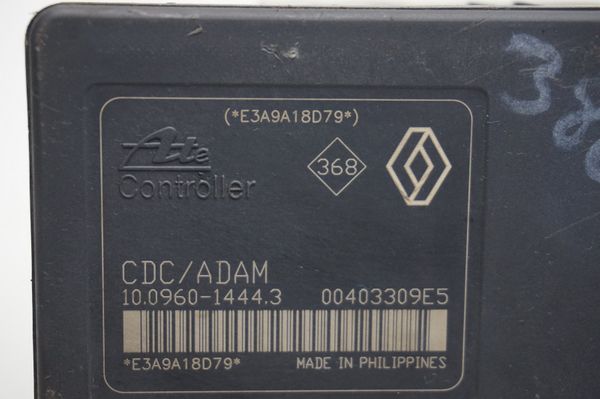 (*E3A9A18D79*)
Ate
Controller
368
CDC/ADAM
10.0960-1444.3 00403309E5
*E3A9A18D79* MADE IN PHILIPPINES